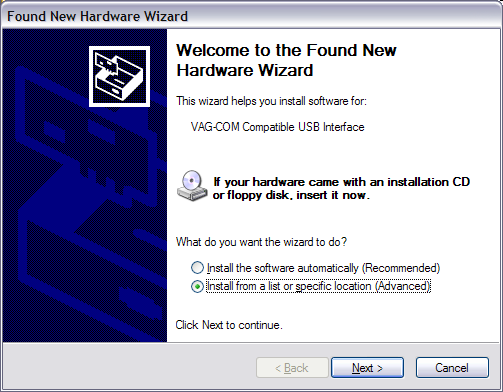 Found New Hardware Wizard
Welcome to the Found New
Hardware Wizard
This wizard helps you install software for:
VAG-COM Compatible USB Interface
If your hardware came with an installation CD
or floppy disk, insert it now.
What do you want the wizard to do?
Install the software automatically (Recommended)
Install from a list or specific location (Advanced)
Click Next to continue.
< Back
Next >
Cancel